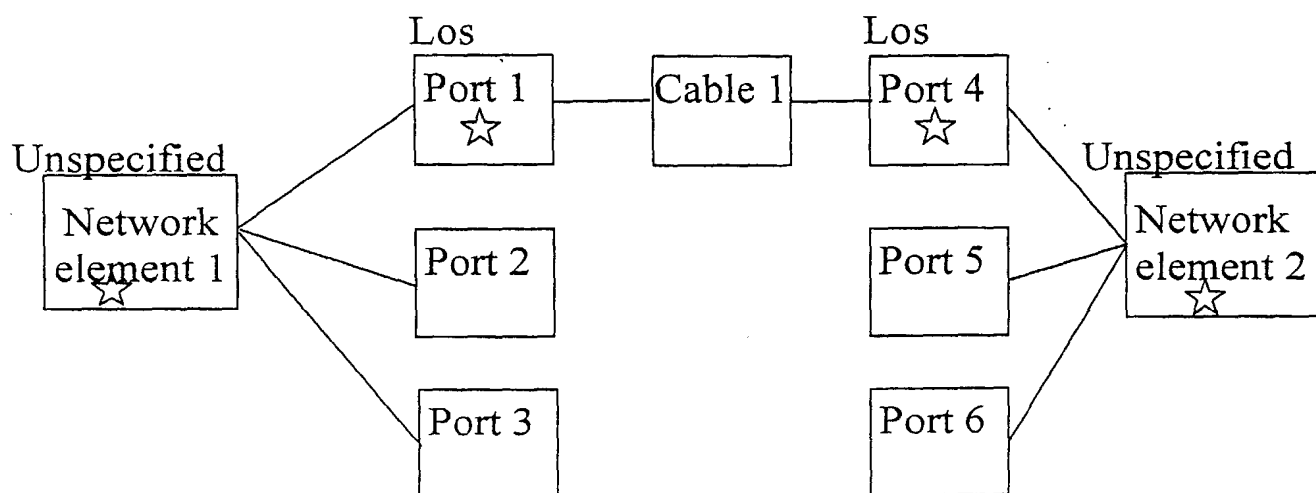 Los
Los
Port 1
Cable 1
Port 4
Unspecified
Unspecified
Network
element 1
Network
element 2
Port 2
Port 5
Port 3
Port 6